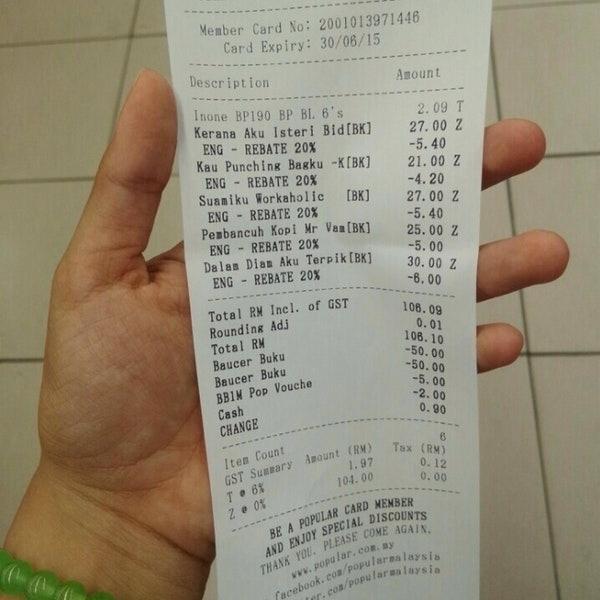 Member Card No: 2001013971446
Card Expiry: 30/06/15
Description Amount
Inone BP190 BP BL 6's 2.09 T
Kerana Aku Isteri Bid[BK] 27.00 Z
ENG - REBATE 20% -5.40
Kau Punching Bagku -K[BK] 21.00 Z
ENG - REBATE 20% -4.20
Suamiku Workaholic [BK] 27.00 Z
ENG - REBATE 20% -5.40
Pembancuh Kopi Mr Vam[BK] 25.00 Z
ENG - REBATE 20% -5.00
Dalam Diam Aku Terpik[BK] 30.00 Z
ENG - REBATE 20% -6.00
Total RM Incl. of GST 106.09
Rounding Adj 0.01
Total RM 106.10
Baucer Buku -50.00
Baucer Buku -50.00
BB1M Pop Vouche -5.00
Cash -2.00
CHANGE 0.90
Item Count 6
GST Summary Amount (RM) Tax (RM)
T @ 6% 1.97 0.12
Z @ 0% 104.00 0.00
BE A POPULAR CARD MEMBER
AND ENJOY SPECIAL DISCOUNTS
THANK YOU. PLEASE COME AGAIN.
www.popular.com.my
facebook.com/popularmalaysia
ter.com/popularmalaysia